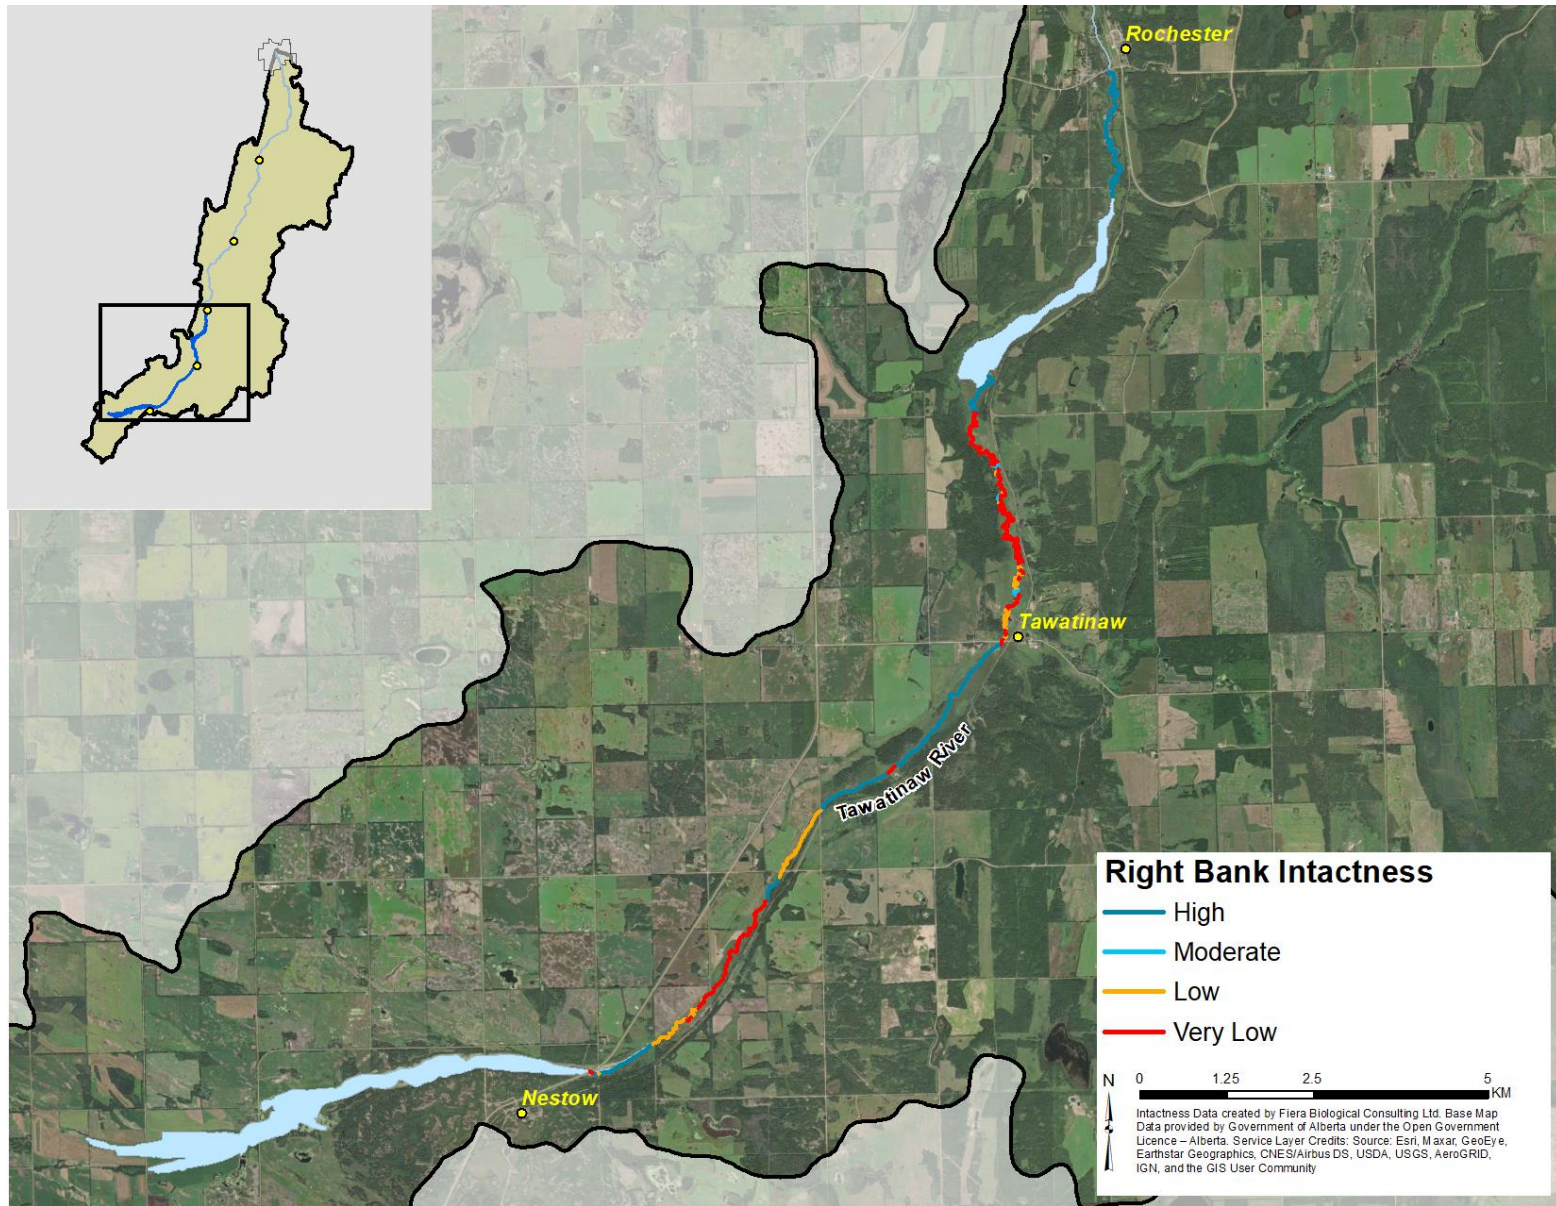 Rochester
Tawatinaw
Tawatinaw River
Nestow
Right Bank Intactness
High
Moderate
Low
Very Low
N
0 1.25 2.5 5
KM
Intactness Data created by Fiera Biological Consulting Ltd. Base Map
Data provided by Government of Alberta under the Open Government
Licence – Alberta. Service Layer Credits: Source: Esri, Maxar, GeoEye,
Earthstar Geographics, CNES/Airbus DS, USDA, USGS, AeroGRID,
IGN, and the GIS User Community